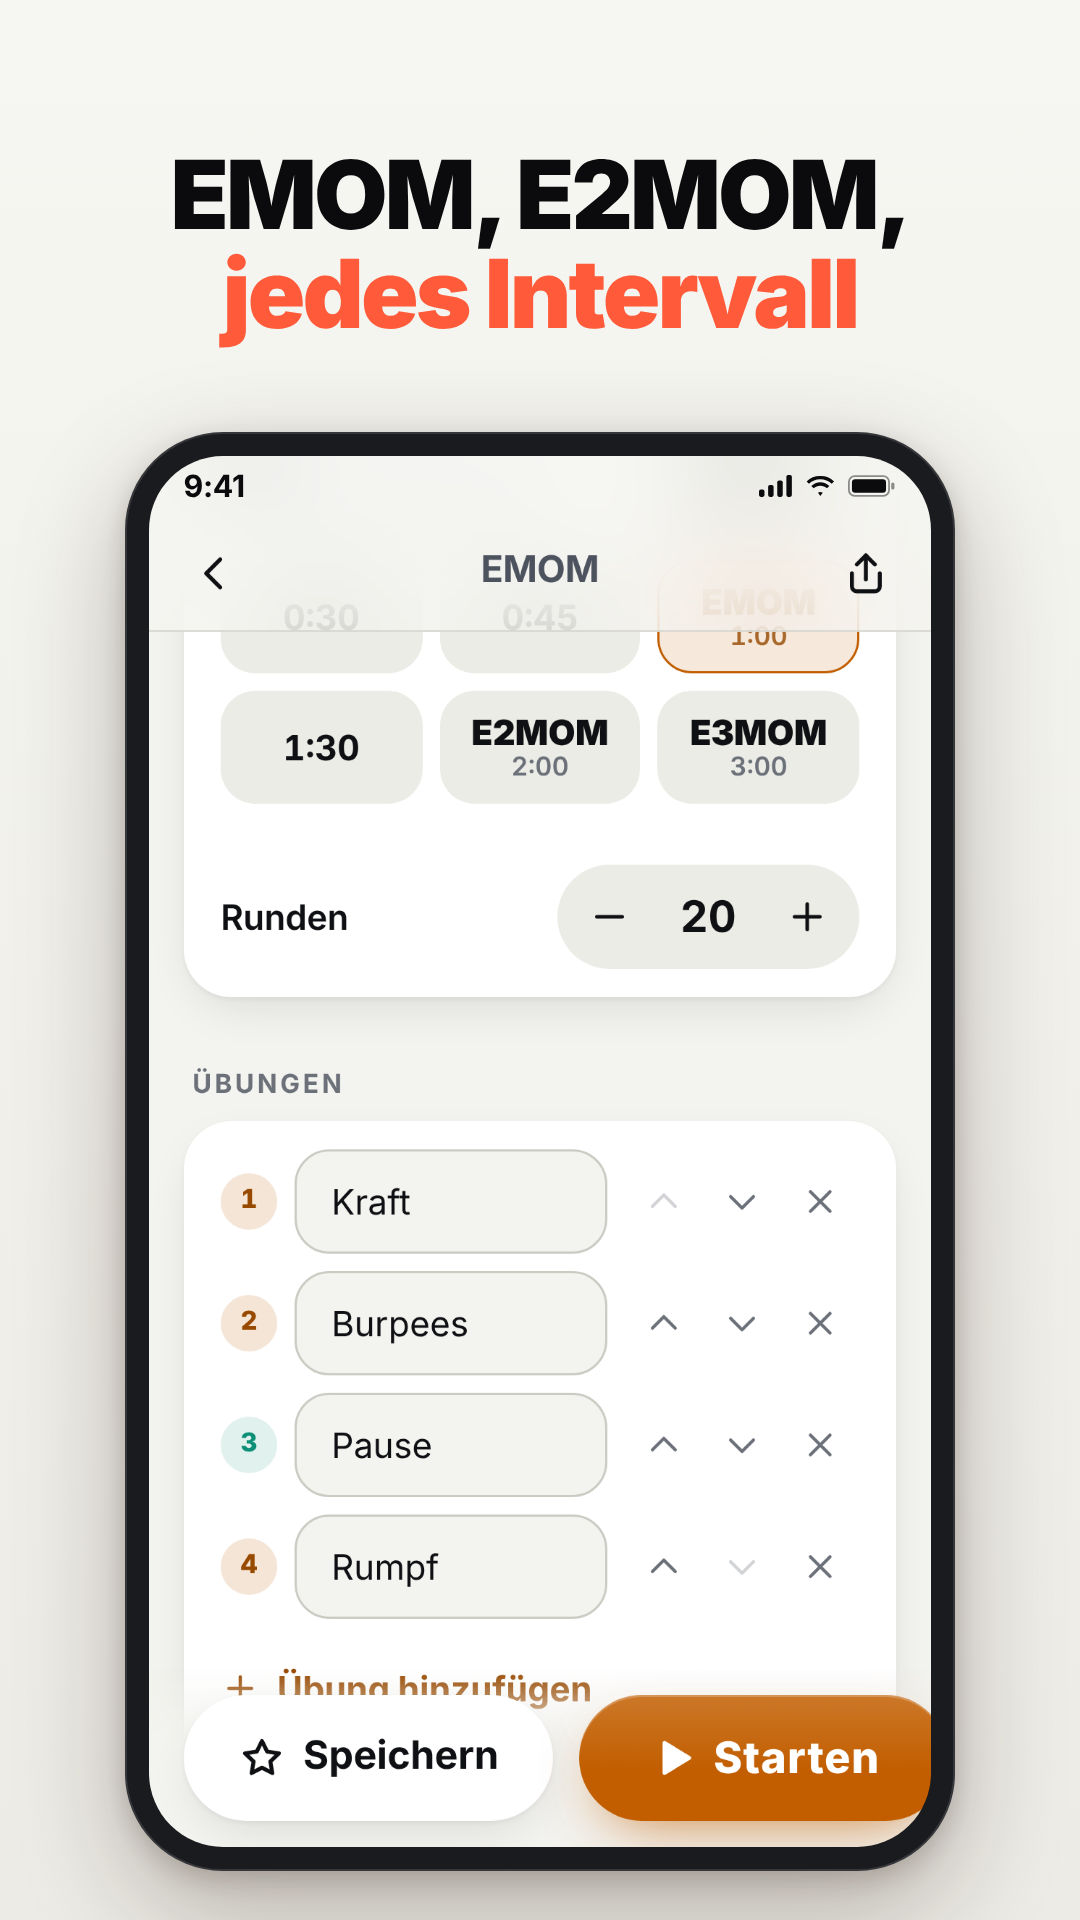 EMOM, E2MOM,
jedes Intervall
9:41
EMOM
0:30
0:45
EMOM
1:00
1:30
E2MOM
2:00
E3MOM
3:00
Runden
20
ÜBUNGEN
1 Kraft
2 Burpees
3 Pause
4 Rumpf
Übung hinzufügen
Speichern
Starten